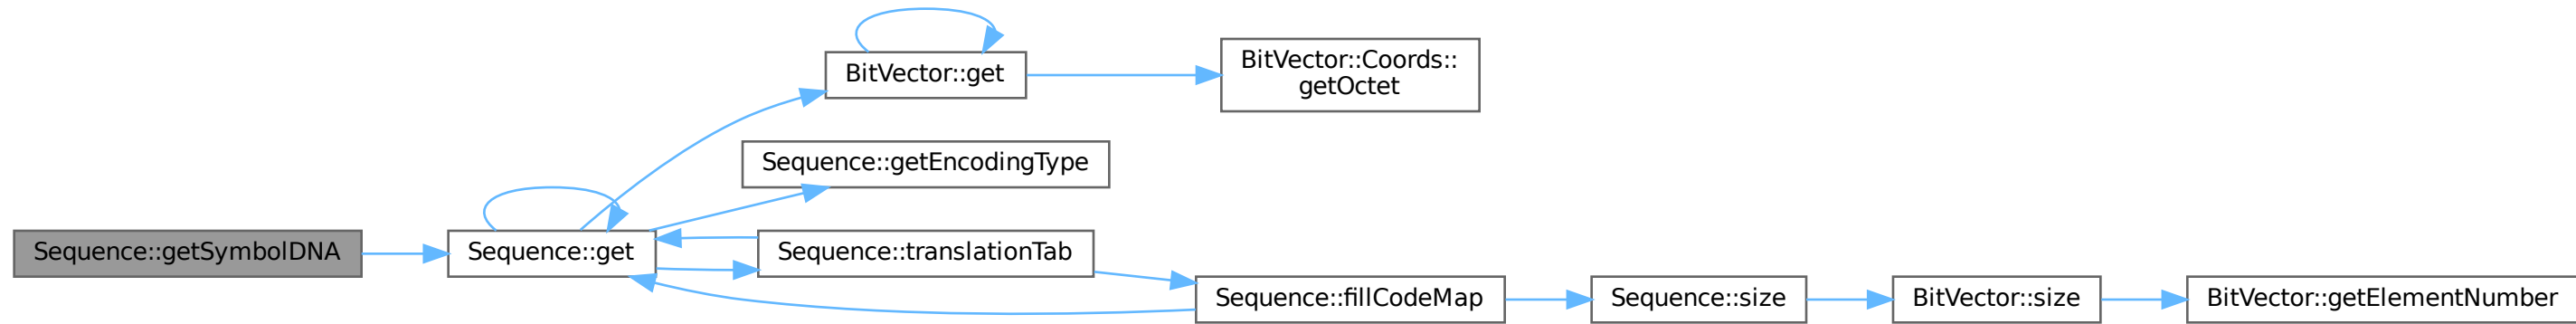 BitVector::get
BitVector::Coords::
getOctet
Sequence::getEncodingType
Sequence::getSymbolDNA
Sequence::get
Sequence::translationTab
Sequence::fillCodeMap
Sequence::size
BitVector::size
BitVector::getElementNumber